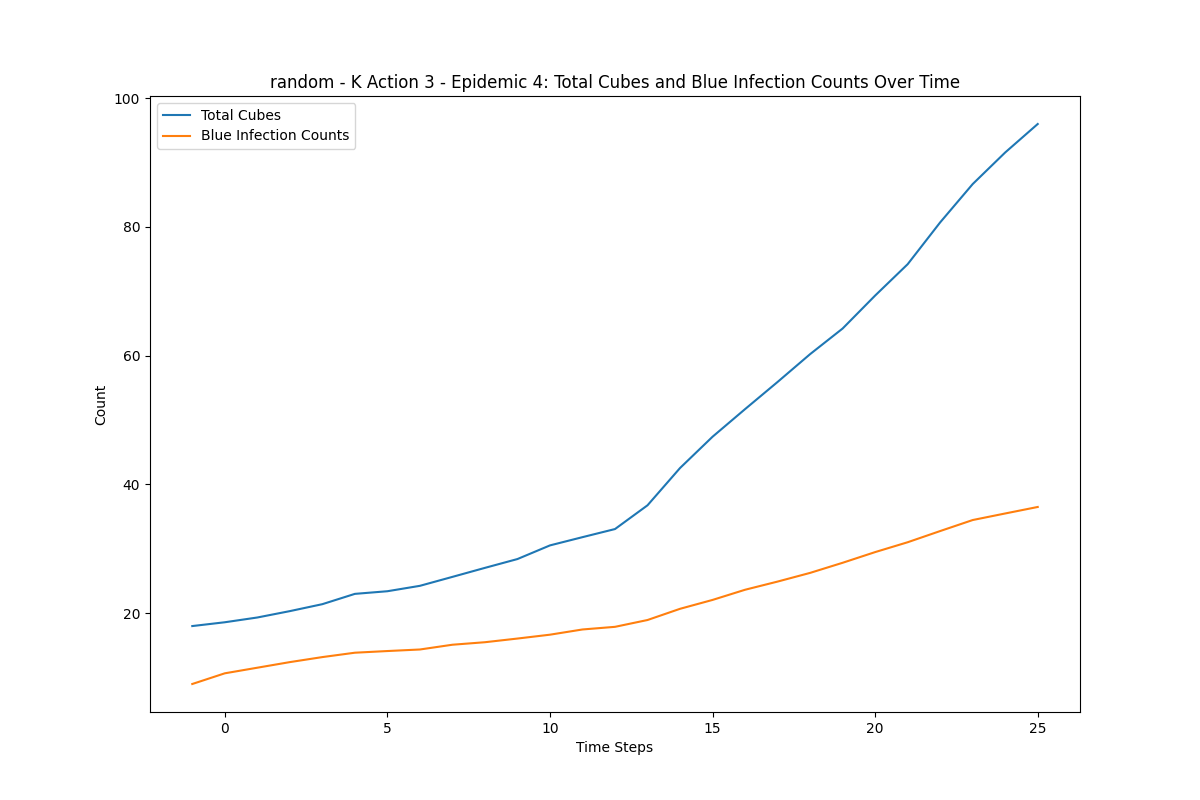 random - K Action 3 - Epidemic 4: Total Cubes and Blue Infection Counts Over Time
Total Cubes
Blue Infection Counts
100
80
60
40
20
Count
0 5 10 15 20 25
Time Steps